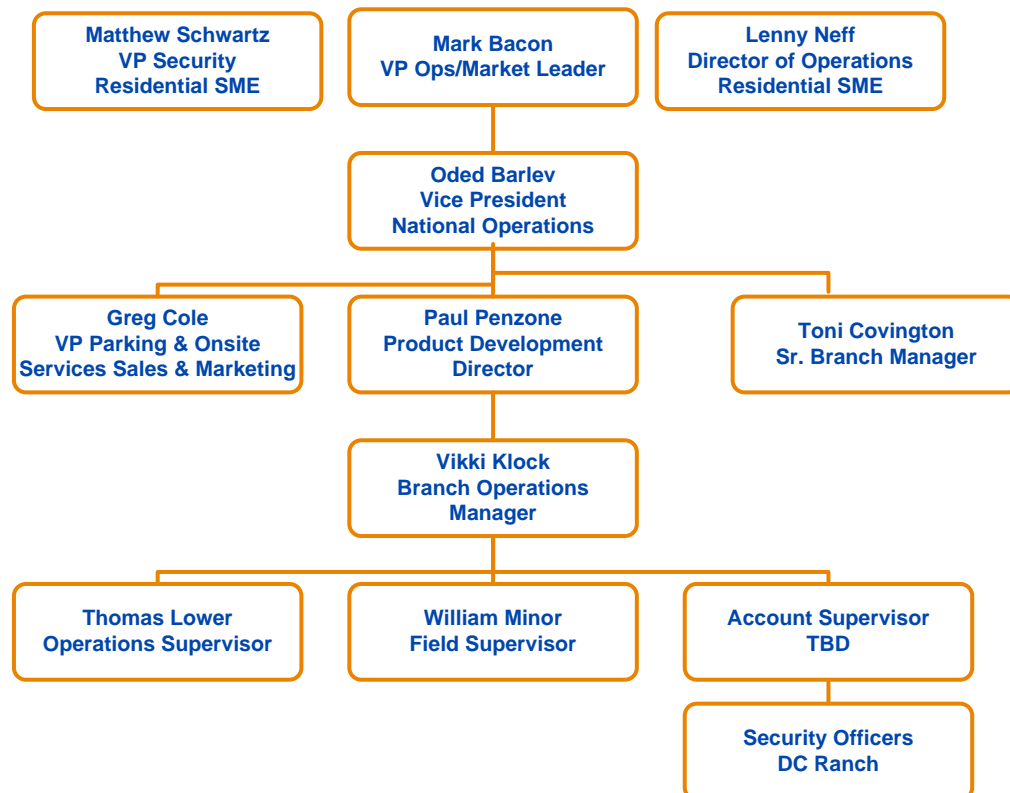 Matthew Schwartz
VP Security
Residential SME
Mark Bacon
VP Ops/Market Leader
Lenny Neff
Director of Operations
Residential SME
Oded Barlev
Vice President
National Operations
Greg Cole
VP Parking & Onsite
Services Sales & Marketing
Paul Penzone
Product Development
Director
Toni Covington
Sr. Branch Manager
Vikki Klock
Branch Operations
Manager
Thomas Lower
Operations Supervisor
William Minor
Field Supervisor
Account Supervisor
TBD
Security Officers
DC Ranch